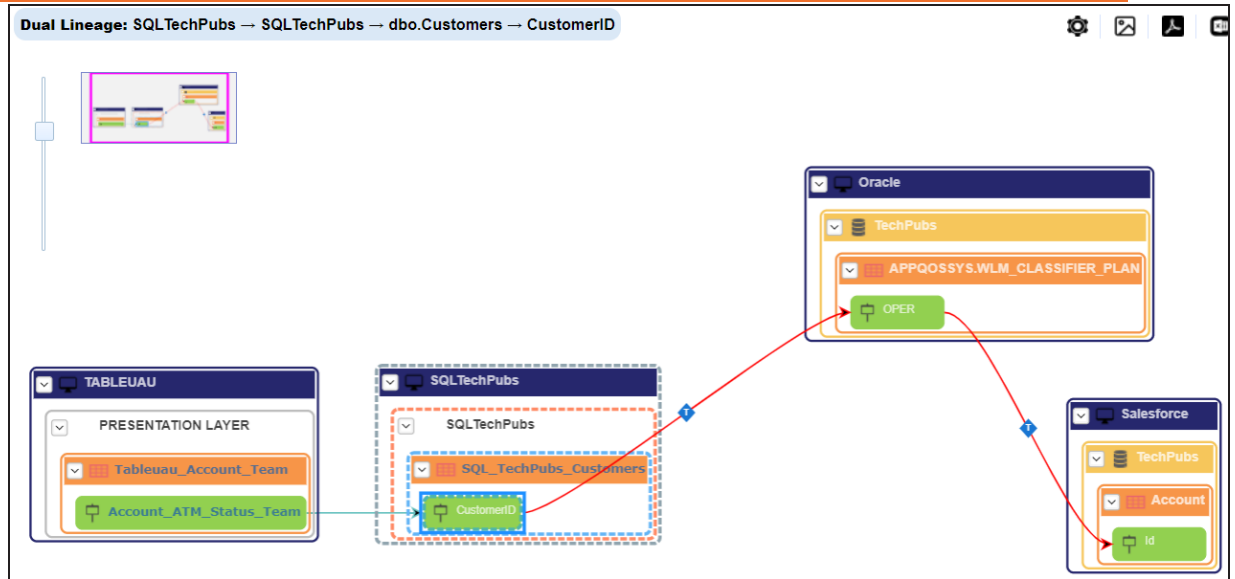 Dual Lineage: SQLTechPubs → SQLTechPubs → dbo.Customers → CustomerID
Oracle
TechPubs
APPQOSSYS.WLM_CLASSIFIER_PLAN
OPER
TABLEUAU
PRESENTATION LAYER
Tableuau_Account_Team
Account_ATM_Status_Team
SQLTechPubs
SQLTechPubs
SQL_TechPubs_Customers
CustomerID
T
T
Salesforce
TechPubs
Account
Id